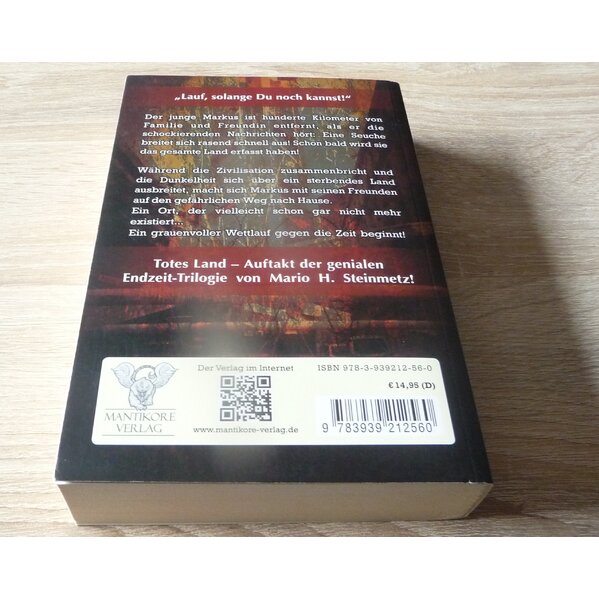 „Lauf, solange Du noch kannst!“
Der junge Markus ist hunderte Kilometer von
Familie und Freundin entfernt, als er die
schockierenden Nachrichten hört: Eine Seuche
breitet sich rasend schnell aus! Schon bald wird sie
das gesamte Land erfasst haben!
Während die Zivilisation zusammenbricht und
die Dunkelheit sich über ein sterbendes Land
ausbreitet, macht sich Markus mit seinen Freunden
auf den gefährlichen Weg nach Hause.
Ein Ort, der vielleicht schon gar nicht mehr
existiert...
Ein grauenvoller Wettlauf gegen die Zeit beginnt!
Totes Land – Auftakt der genialen
Endzeit-Trilogie von Mario H. Steinmetz!
MANTIKORE
VERLAG
Der Verlag im Internet
www.mantikore-verlag.de
ISBN 978-3-939212-56-0
€ 14,95 (D)
9 783939 212560